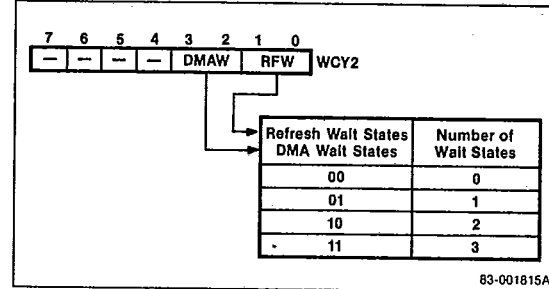 7 6 5 4 3 2 1 0
— — — — DMAW RFW WCY2
Refresh Wait States Number of
DMA Wait States Wait States
00 0
01 1
10 2
11 3
83-001815A